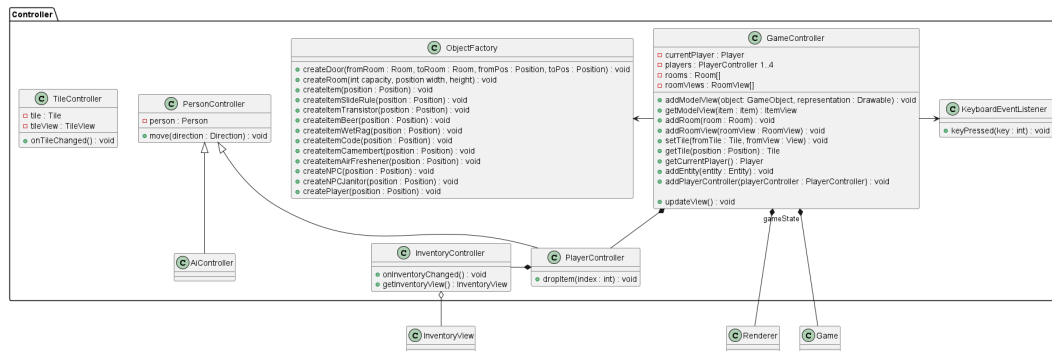 Controller
C GameController
currentPlayer : Player
players : PlayerController 1..4
rooms : Room[]
roomViews : RoomView[]
addModelView(object: GameObject, representation : Drawable) : void
getModelView(item : Item) : ItemView
addRoom(room : Room) : void
addRoomView(roomView : RoomView) : void
setTile(fromTile : Tile, fromView : View) : void
getTile(position : Position) : Tile
getCurrentPlayer() : Player
addEntity(entity : Entity) : void
addPlayerController(playerController : PlayerController) : void
updateView() : void
C ObjectFactory
createDoor(fromRoom : Room, toRoom : Room, fromPos : Position, toPos : Position) : void
createRoom(int capacity, position width, height) : void
createItem(position : Position) : void
createItemSlideRule(position : Position) : void
createItemTransistor(position : Position) : void
createItemBeer(position : Position) : void
createItemWetRag(position : Position) : void
createItemCode(position : Position) : void
createItemCamembert(position : Position) : void
createItemAirFreshener(position : Position) : void
createNPC(position : Position) : void
createNPCJanitor(position : Position) : void
createPlayer(position : Position) : void
C TileController
tile : Tile
tileView : TileView
onTileChanged() : void
C PersonController
person : Person
move(direction : Direction) : void
C KeyboardEventListener
keyPressed(key : int) : void
gameState
C AiController
C InventoryController
onInventoryChanged() : void
getInventoryView() : InventoryView
C PlayerController
dropItem(index : int) : void
C InventoryView
C Renderer
C Game